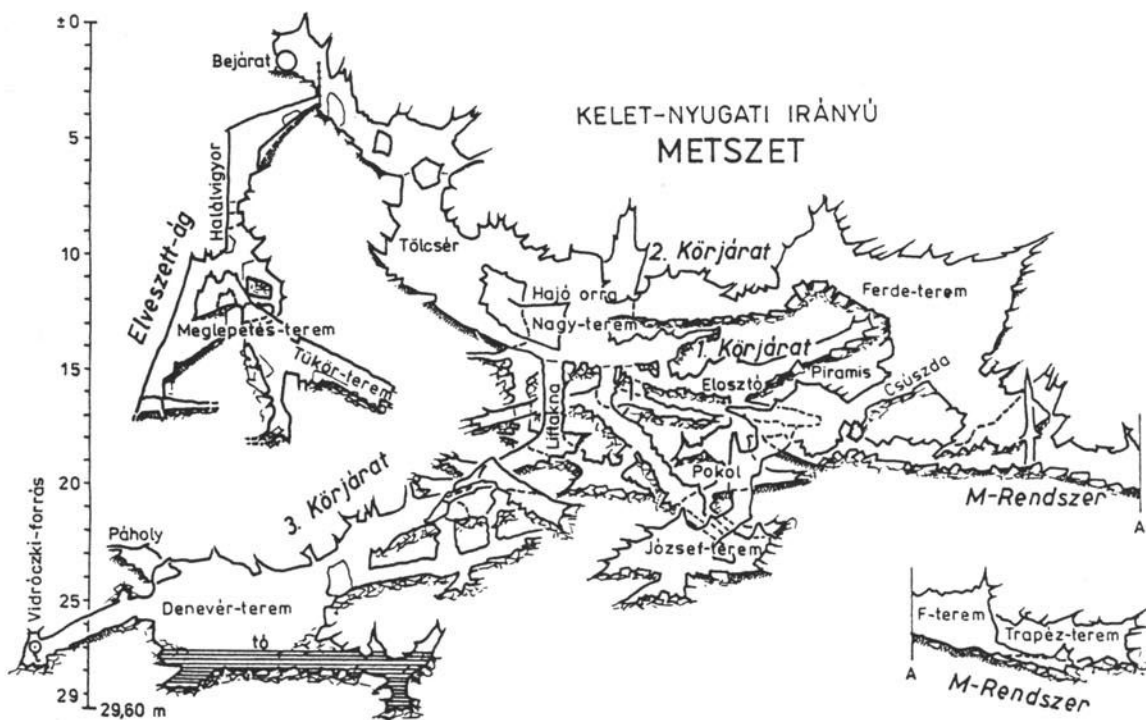 ±0
Bejárat
KELET-NYUGATI IRÁNYÚ
METSZET
5
Halálvigyor
Elveszett-ág
10
Tölcsér
2. Körjárat
Hajó orra
Ferde-terem
Nagy-terem
Meglepetés-terem
1. Körjárat
Tükör-terem
15
Elosztó
Piramis
Csúszda
Liftakna
Pokol
20
3. Körjárat
M-Rendszer
A
Páholy
József-terem
Vidróczki-forrás
25
Denevér-terem
F-terem
Trapéz-terem
tó
A
M-Rendszer
29
29,60 m